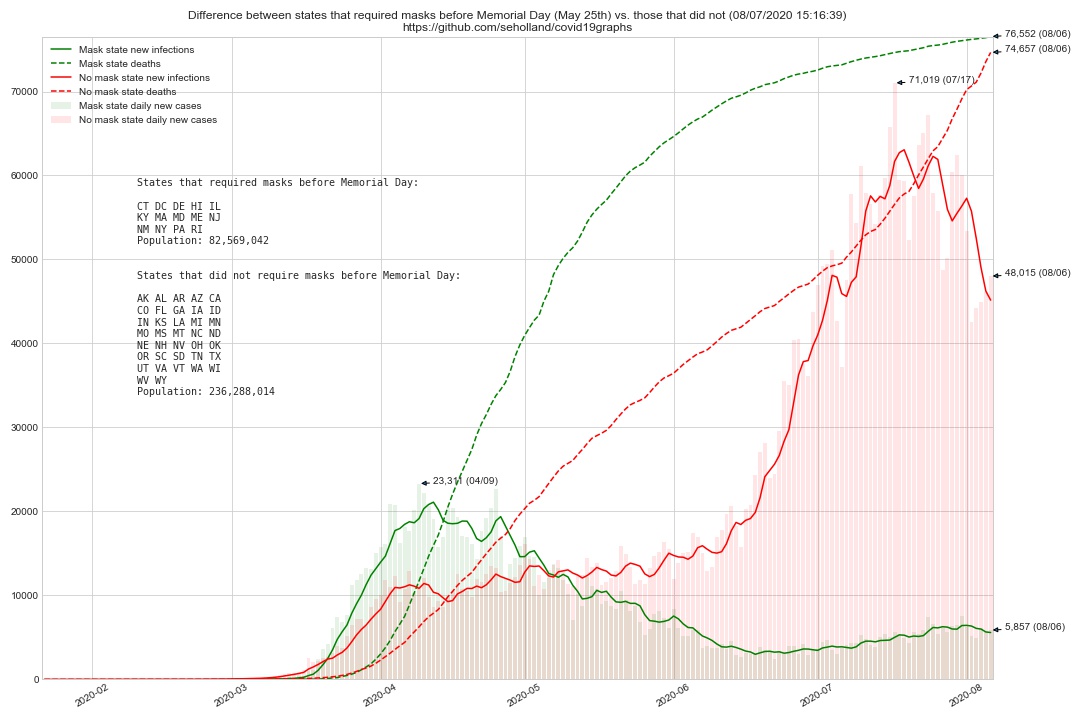 Difference between states that required masks before Memorial Day (May 25th) vs. those that did not (08/07/2020 15:16:39)
https://github.com/seholland/covid19graphs
Mask state new infections
Mask state deaths
No mask state new infections
No mask state deaths
Mask state daily new cases
No mask state daily new cases
76,552 (08/06)
74,657 (08/06)
71,019 (07/17)
70000
60000
States that required masks before Memorial Day:
CT DC DE HI IL
KY MA MD ME NJ
NM NY PA RI
Population: 82,569,042
50000
States that did not require masks before Memorial Day:
48,015 (08/06)
AK AL AR AZ CA
CO FL GA IA ID
IN KS LA MI MN
MO MS MT NC ND
NE NH NV OH OK
OR SC SD TN TX
UT VA VT WA WI
WV WY
Population: 236,288,014
40000
30000
23,311 (04/09)
20000
10000
5,857 (08/06)
0
2020-02
2020-03
2020-04
2020-05
2020-06
2020-07
2020-08